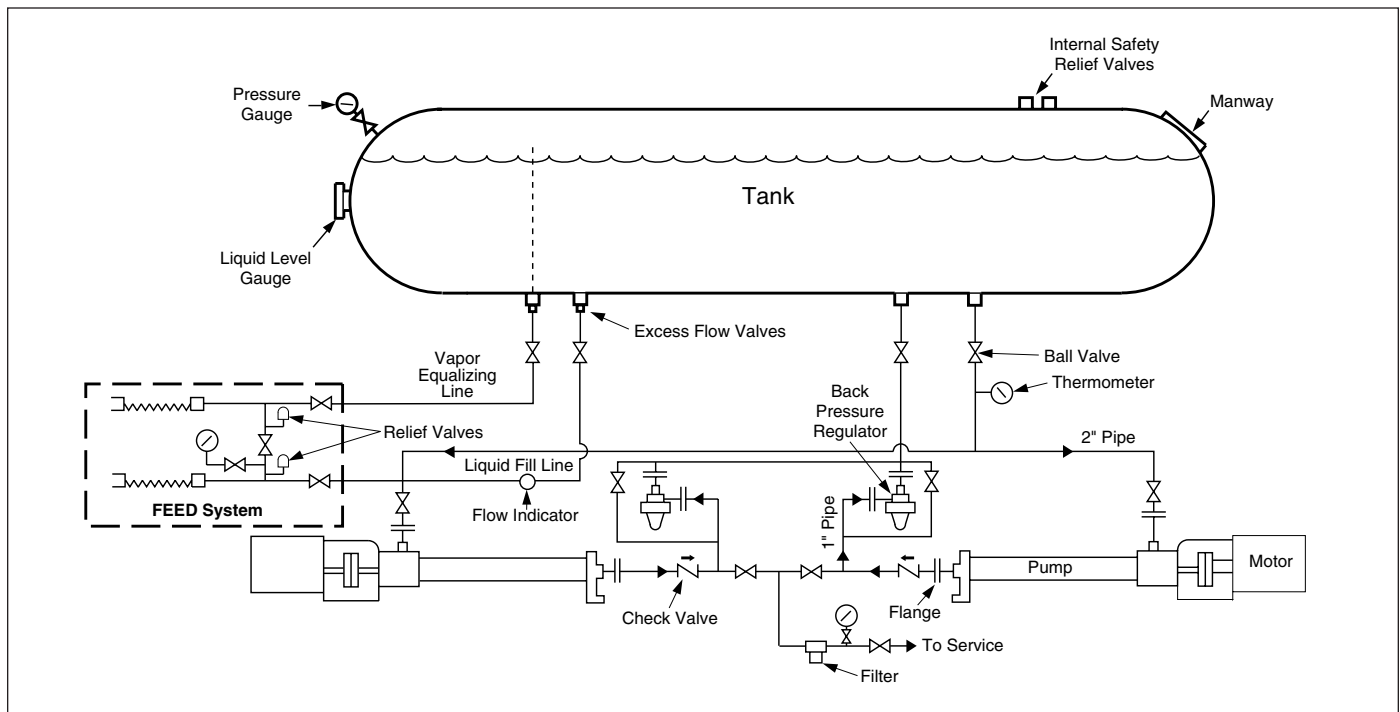 Internal Safety
Relief Valves
Pressure
Gauge
Manway
Tank
Liquid Level
Gauge
Excess Flow Valves
Vapor
Equalizing
Line
Ball Valve
Thermometer
Back
Pressure
Regulator
Relief Valves
2" Pipe
Liquid Fill Line
FEED System
Flow Indicator
1" Pipe
Pump
Motor
Check Valve
Flange
To Service
Filter